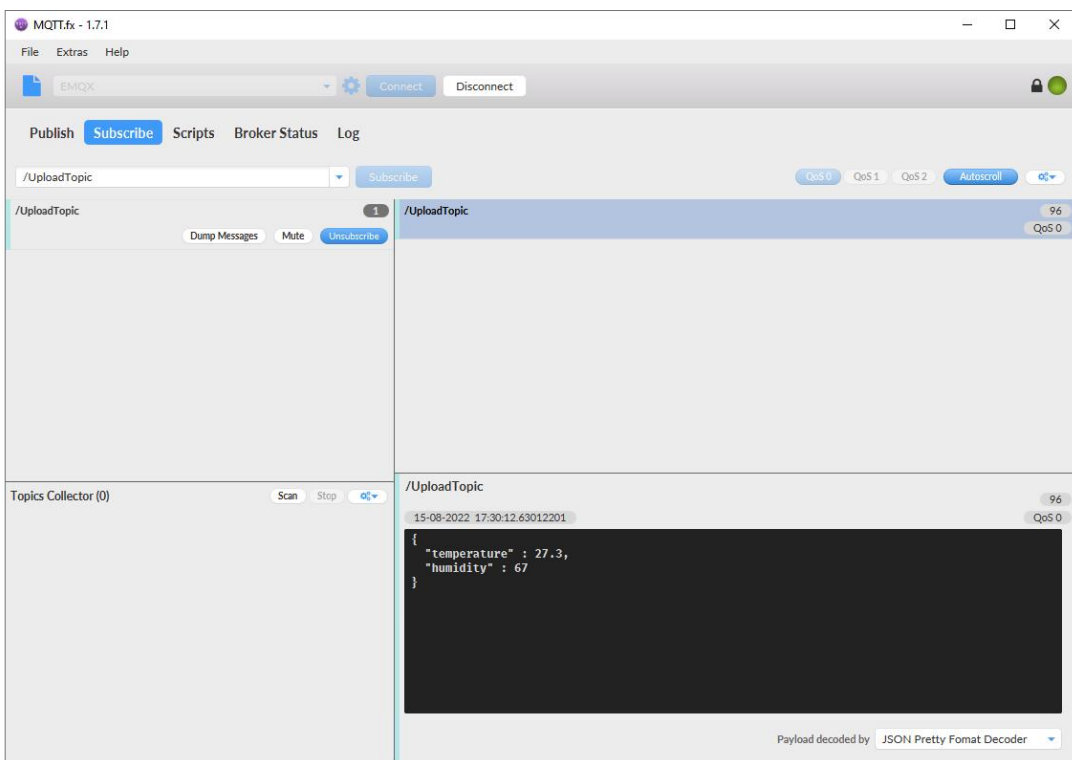 MQTT.fx - 1.7.1
File Extras Help
EMQX Connect Disconnect
Publish Subscribe Scripts Broker Status Log
/UploadTopic Subscribe QoS 0 QoS 1 QoS 2 Autoscroll
/UploadTopic 1
Dump Messages Mute Unsubscribe
/UploadTopic 96
QoS 0
Topics Collector (0) Scan Stop
/UploadTopic
96
15-08-2022 17:30:12.63012201 QoS 0
{
"temperature" : 27.3,
"humidity" : 67
}
Payload decoded by JSON Pretty Fomat Decoder